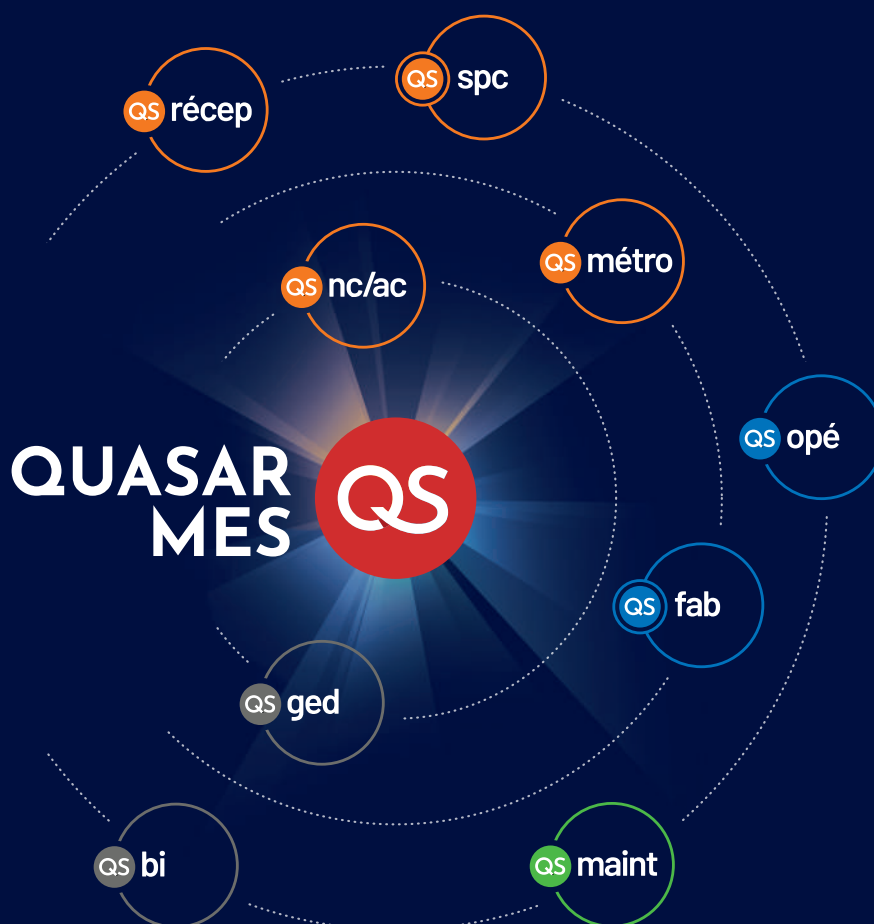 QS spc
QS récep
QS métro
QS nc/ac
QS opé
QUASAR
MES
QS
QS fab
QS ged
QS bi
QS maint